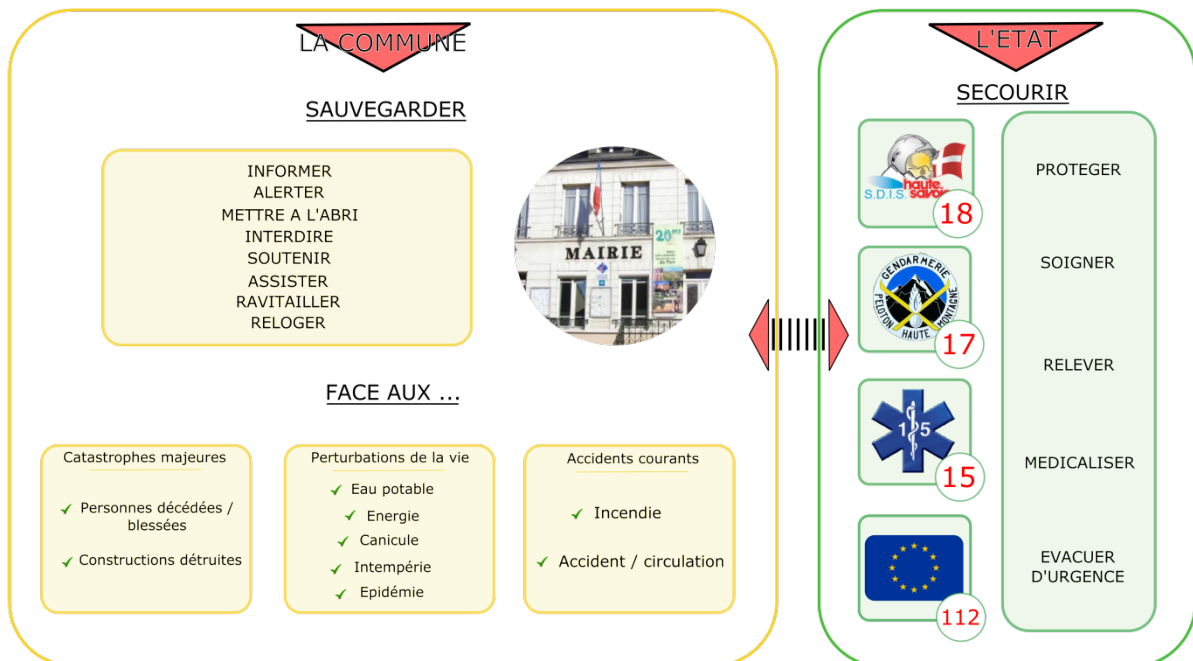 LA COMMUNE
SAUVEGARDER
INFORMER
ALERTER
METTRE A L'ABRI
INTERDIRE
SOUTENIR
ASSISTER
RAVITAILLER
RELOGER
MAIRIE
20
FACE AUX ...
Catastrophes majeures
Personnes décédées /
blessées
Constructions détruites
Perturbations de la vie
Eau potable
Energie
Canicule
Intempérie
Epidémie
Accidents courants
Incendie
Accident / circulation
L'ETAT
SECOURIR
S.D.I.S. haute
savoie
18
GENDARMERIE
PELOTON HAUTE MONTAGNE
17
15
15
112
PROTEGER
SOIGNER
RELEVER
MEDICALISER
EVACUER
D'URGENCE